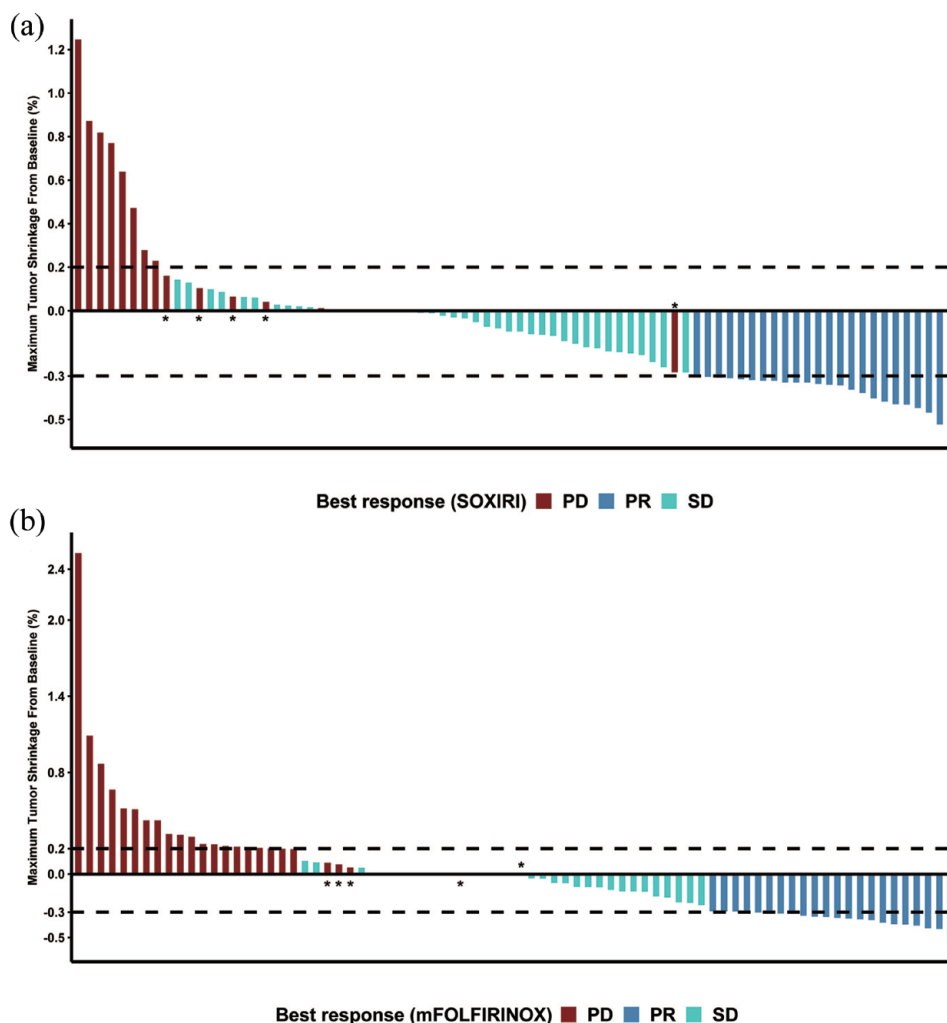 (a)
Maximum Tumor Shrinkage From Baseline (%)
1.2
1.0
0.8
0.6
0.4
0.2
0.0
-0.3
-0.5
* * * *
*
Best response (SOXIRI) PD PR SD
(b)
Maximum Tumor Shrinkage From Baseline (%)
2.4
2.0
1.4
0.8
0.2
0.0
-0.3
-0.5
*
* * * *
Best response (mFOLFIRINOX) PD PR SD